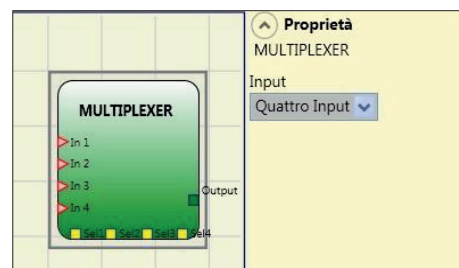 MULTIPLEXER
In 1
In 2
In 3
In 4
Output
Sel1 Sel2 Sel3 Sel4
Proprietà
MULTIPLEXER
Input
Quattro Input